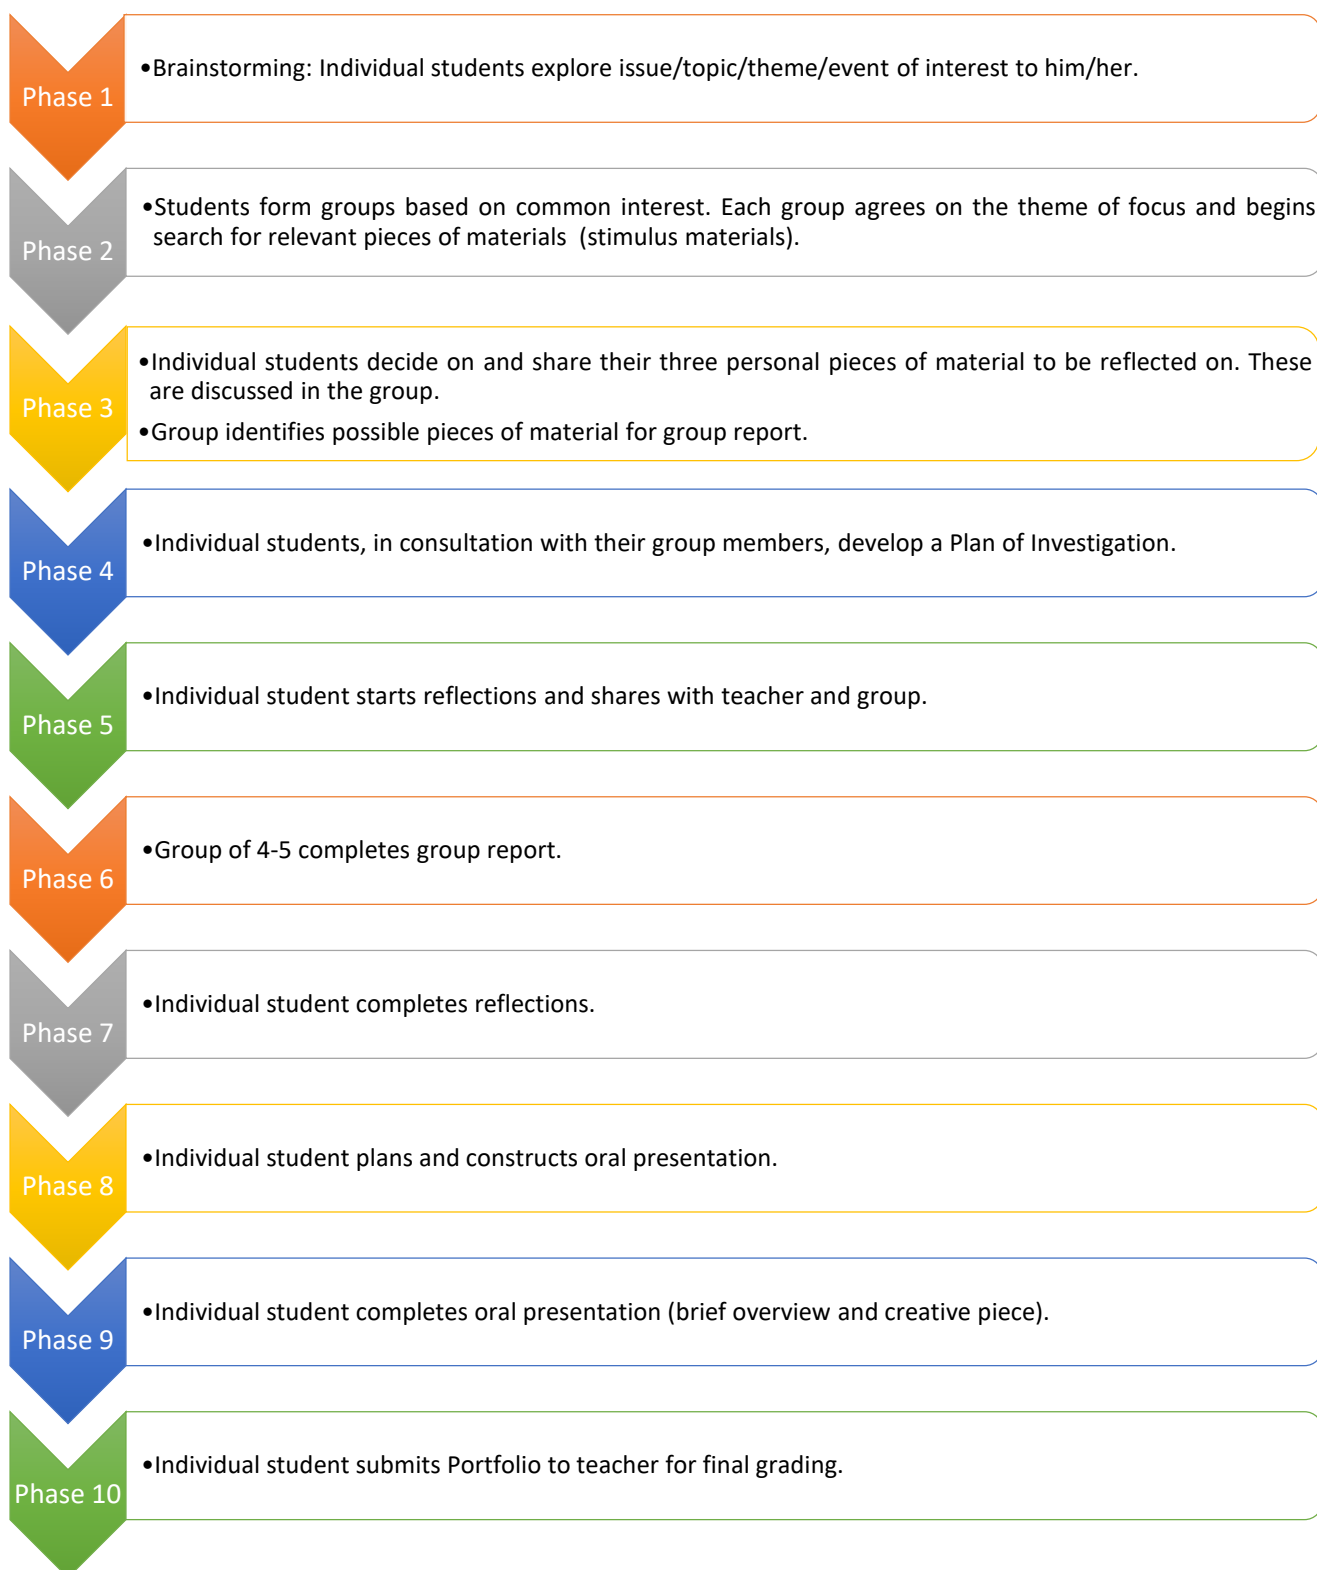 Phase 1
•Brainstorming: Individual students explore issue/topic/theme/event of interest to him/her.
Phase 2
•Students form groups based on common interest. Each group agrees on the theme of focus and begins
search for relevant pieces of materials (stimulus materials).
Phase 3
•Individual students decide on and share their three personal pieces of material to be reflected on. These
are discussed in the group.
•Group identifies possible pieces of material for group report.
Phase 4
•Individual students, in consultation with their group members, develop a Plan of Investigation.
Phase 5
•Individual student starts reflections and shares with teacher and group.
Phase 6
•Group of 4-5 completes group report.
Phase 7
•Individual student completes reflections.
Phase 8
•Individual student plans and constructs oral presentation.
Phase 9
•Individual student completes oral presentation (brief overview and creative piece).
Phase 10
•Individual student submits Portfolio to teacher for final grading.